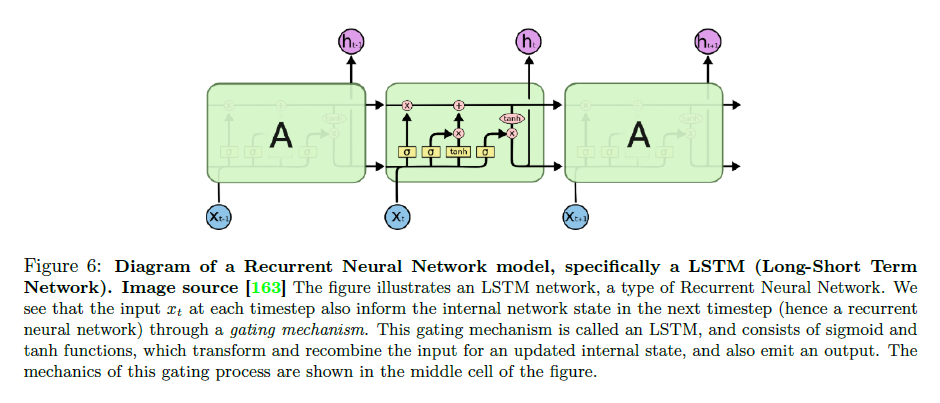 h_{t-1} h_t h_{t+1}
A A
x + tanh x x
σ σ tanh σ
X_{t-1} X_t X_{t+1}
Figure 6: Diagram of a Recurrent Neural Network model, specifically a LSTM (Long-Short Term
Network). Image source [163] The figure illustrates an LSTM network, a type of Recurrent Neural Network. We
see that the input x_t at each timestep also inform the internal network state in the next timestep (hence a recurrent
neural network) through a gating mechanism. This gating mechanism is called an LSTM, and consists of sigmoid and
tanh functions, which transform and recombine the input for an updated internal state, and also emit an output. The
mechanics of this gating process are shown in the middle cell of the figure.